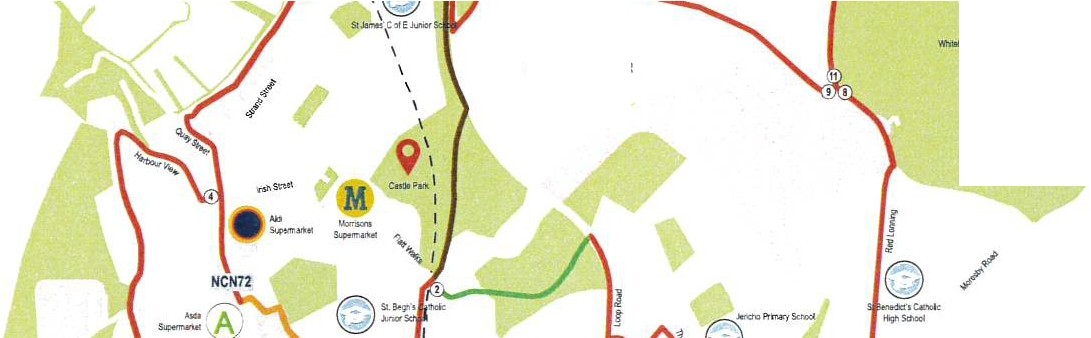 St James' C of E Junior School
Strand Street
Quay Street
Harbour View
4
Irish Street
Castle Park
M
Morrisons
Supermarket
Aldi
Supermarket
Flatt Walks
NCN72
Asda
Supermarket
A
2
St. Begh's Catholic
Junior School
Loop Road
Jericho Primary School
11
9
8
Red Lonning
St Benedict's Catholic
High School
Moresby Road